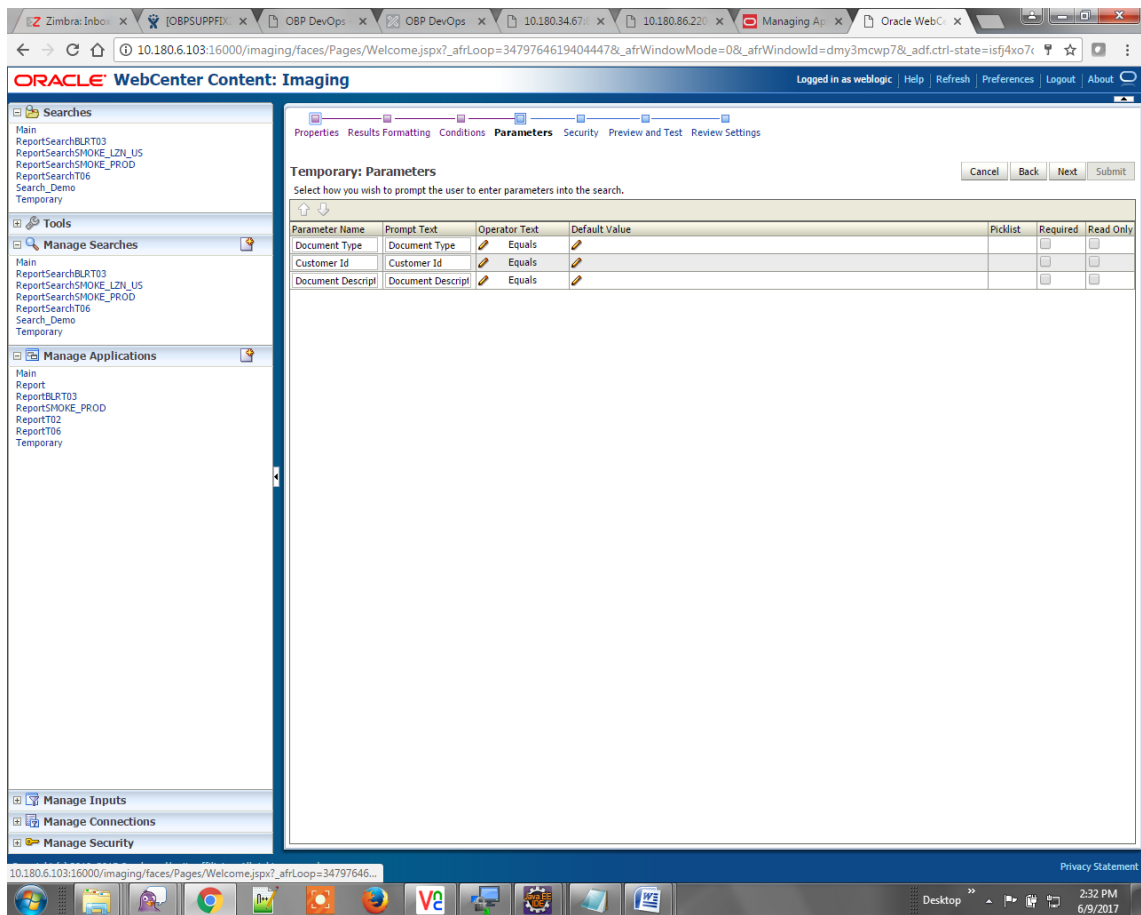 Zimbra: Inbox
[OBPSUPPFIX
OBP DevOps
OBP DevOps
10.180.34.67:
10.180.86.220
Managing Ap
Oracle WebCe
10.180.6.103:16000/imaging/faces/Pages/Welcome.jspx?_afrLoop=3479764619404447&_afrWindowMode=0&_afrWindowId=dmy3mcwp7&_adf.ctrl-state=isfj4xo7c
ORACLE WebCenter Content: Imaging
Logged in as weblogic | Help | Refresh | Preferences | Logout | About
Searches
Main
ReportSearchBLRT03
ReportSearchSMOKE_LZN_US
ReportSearchSMOKE_PROD
ReportSearchT06
Search_Demo
Temporary
Tools
Manage Searches
Main
ReportSearchBLRT03
ReportSearchSMOKE_LZN_US
ReportSearchSMOKE_PROD
ReportSearchT06
Search_Demo
Temporary
Manage Applications
Main
Report
ReportBLRT03
ReportSMOKE_PROD
ReportT02
ReportT06
Temporary
Manage Inputs
Manage Connections
Manage Security
Properties Results Formatting Conditions Parameters Security Preview and Test Review Settings
Temporary: Parameters
Cancel Back Next Submit
Select how you wish to prompt the user to enter parameters into the search.
Parameter Name Prompt Text Operator Text Default Value Picklist Required Read Only
Document Type Document Type Equals
Customer Id Customer Id Equals
Document Descript Document Descript Equals
Privacy Statement
10.180.6.103:16000/imaging/faces/Pages/Welcome.jspx?_afrLoop=34797646...
Desktop
2:32 PM
6/9/2017